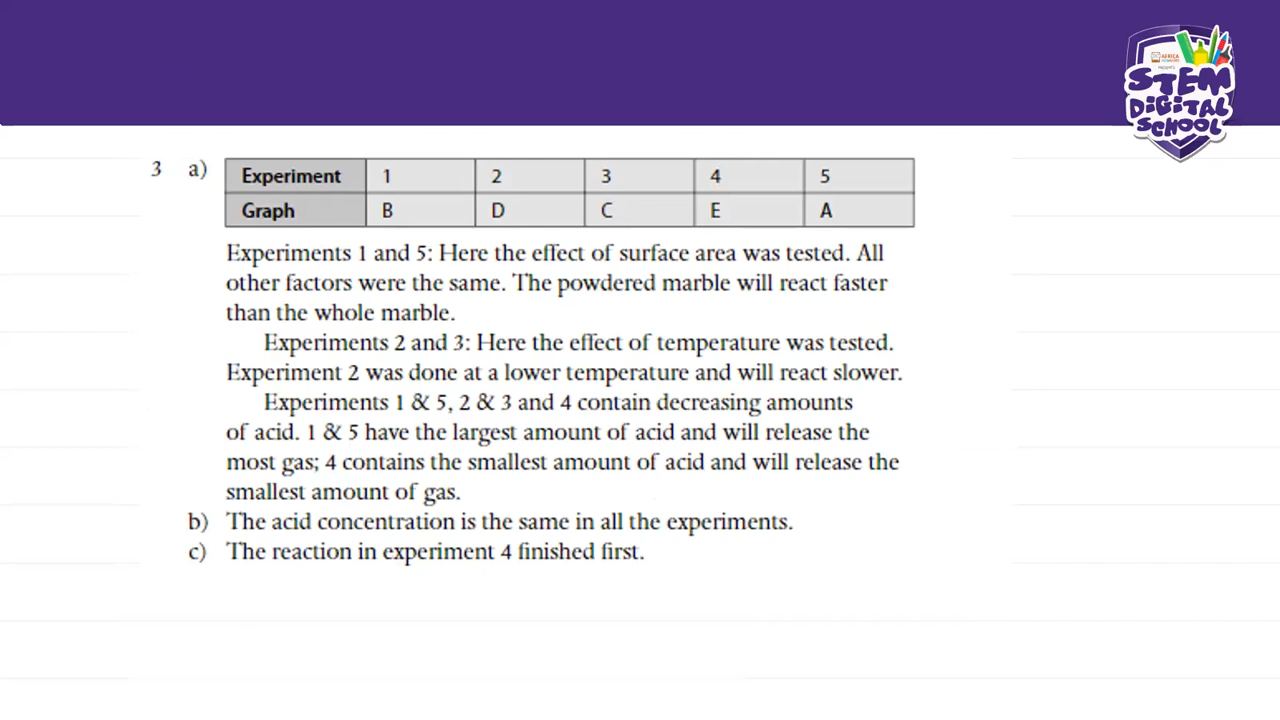 AFRICA
STEM
DIGITAL
SCHOOL
3 a) Experiment 1 2 3 4 5
Graph B D C E A
Experiments 1 and 5: Here the effect of surface area was tested. All
other factors were the same. The powdered marble will react faster
than the whole marble.
Experiments 2 and 3: Here the effect of temperature was tested.
Experiment 2 was done at a lower temperature and will react slower.
Experiments 1 & 5, 2 & 3 and 4 contain decreasing amounts
of acid. 1 & 5 have the largest amount of acid and will release the
most gas; 4 contains the smallest amount of acid and will release the
smallest amount of gas.
b) The acid concentration is the same in all the experiments.
c) The reaction in experiment 4 finished first.